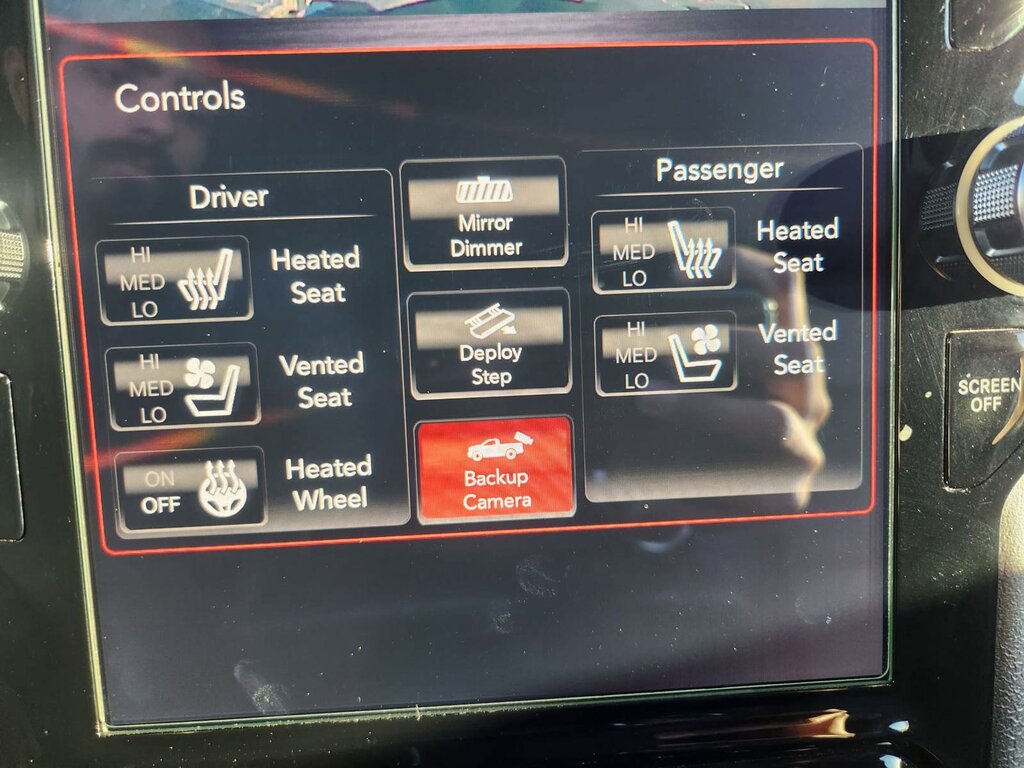 Controls
Driver
HI
MED
LO
Heated
Seat
HI
MED
LO
Vented
Seat
ON
OFF
Heated
Wheel
Mirror
Dimmer
Deploy
Step
Backup
Camera
Passenger
HI
MED
LO
Heated
Seat
HI
MED
LO
Vented
Seat
SCREEN
OFF